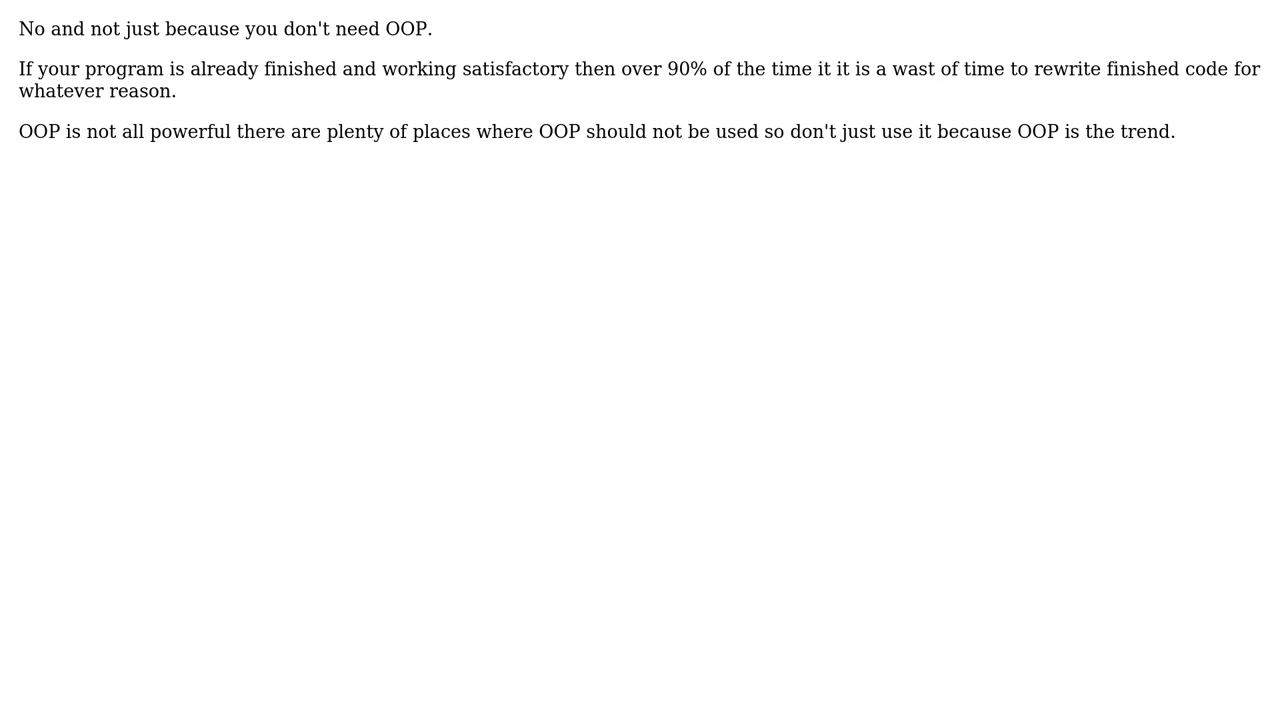 No and not just because you don't need OOP.
If your program is already finished and working satisfactory then over 90% of the time it it is a wast of time to rewrite finished code for
whatever reason.
OOP is not all powerful there are plenty of places where OOP should not be used so don't just use it because OOP is the trend.